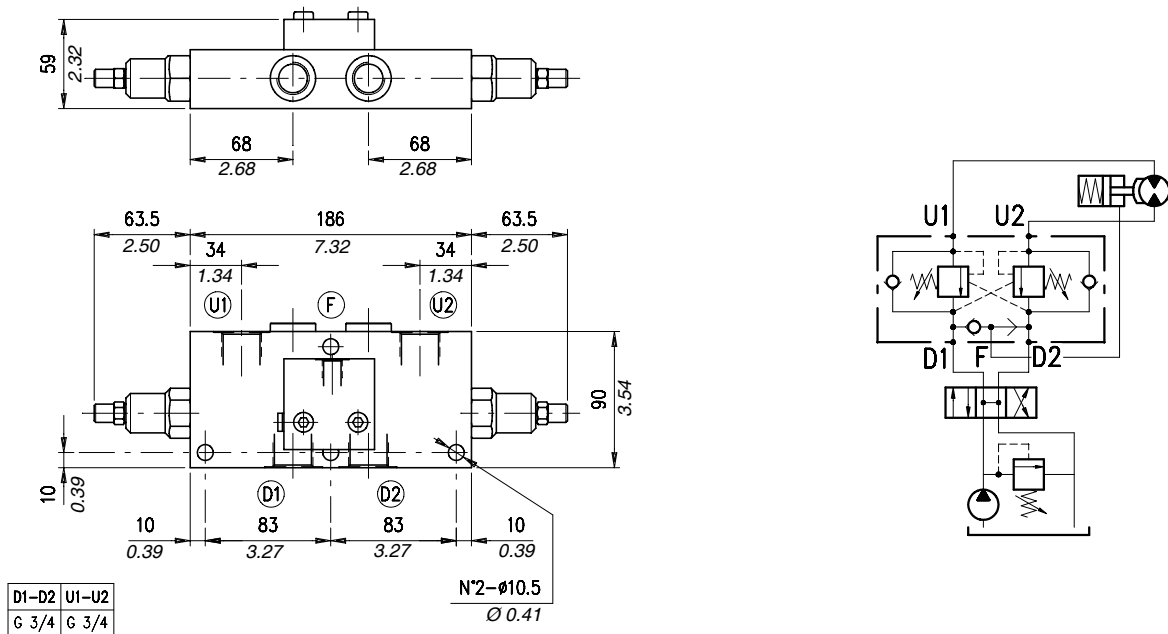 59
2.32
68
2.68
68
2.68
63.5
2.50
186
7.32
63.5
2.50
34
1.34
34
1.34
U1
F
U2
90
3.54
10
0.39
D1
D2
10
0.39
83
3.27
83
3.27
10
0.39
N°2-ø10.5
Ø 0.41
D1-D2 U1-U2
G 3/4 G 3/4
U1 U2
D1 F D2